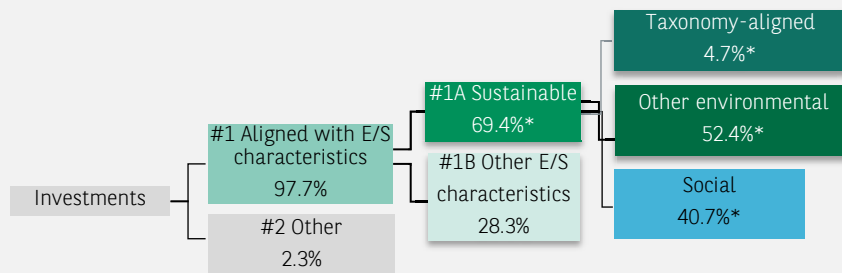 Investments
#1 Aligned with E/S
characteristics
97.7%
#2 Other
2.3%
#1A Sustainable
69.4%*
#1B Other E/S
characteristics
28.3%
Taxonomy-aligned
4.7%*
Other environmental
52.4%*
Social
40.7%*